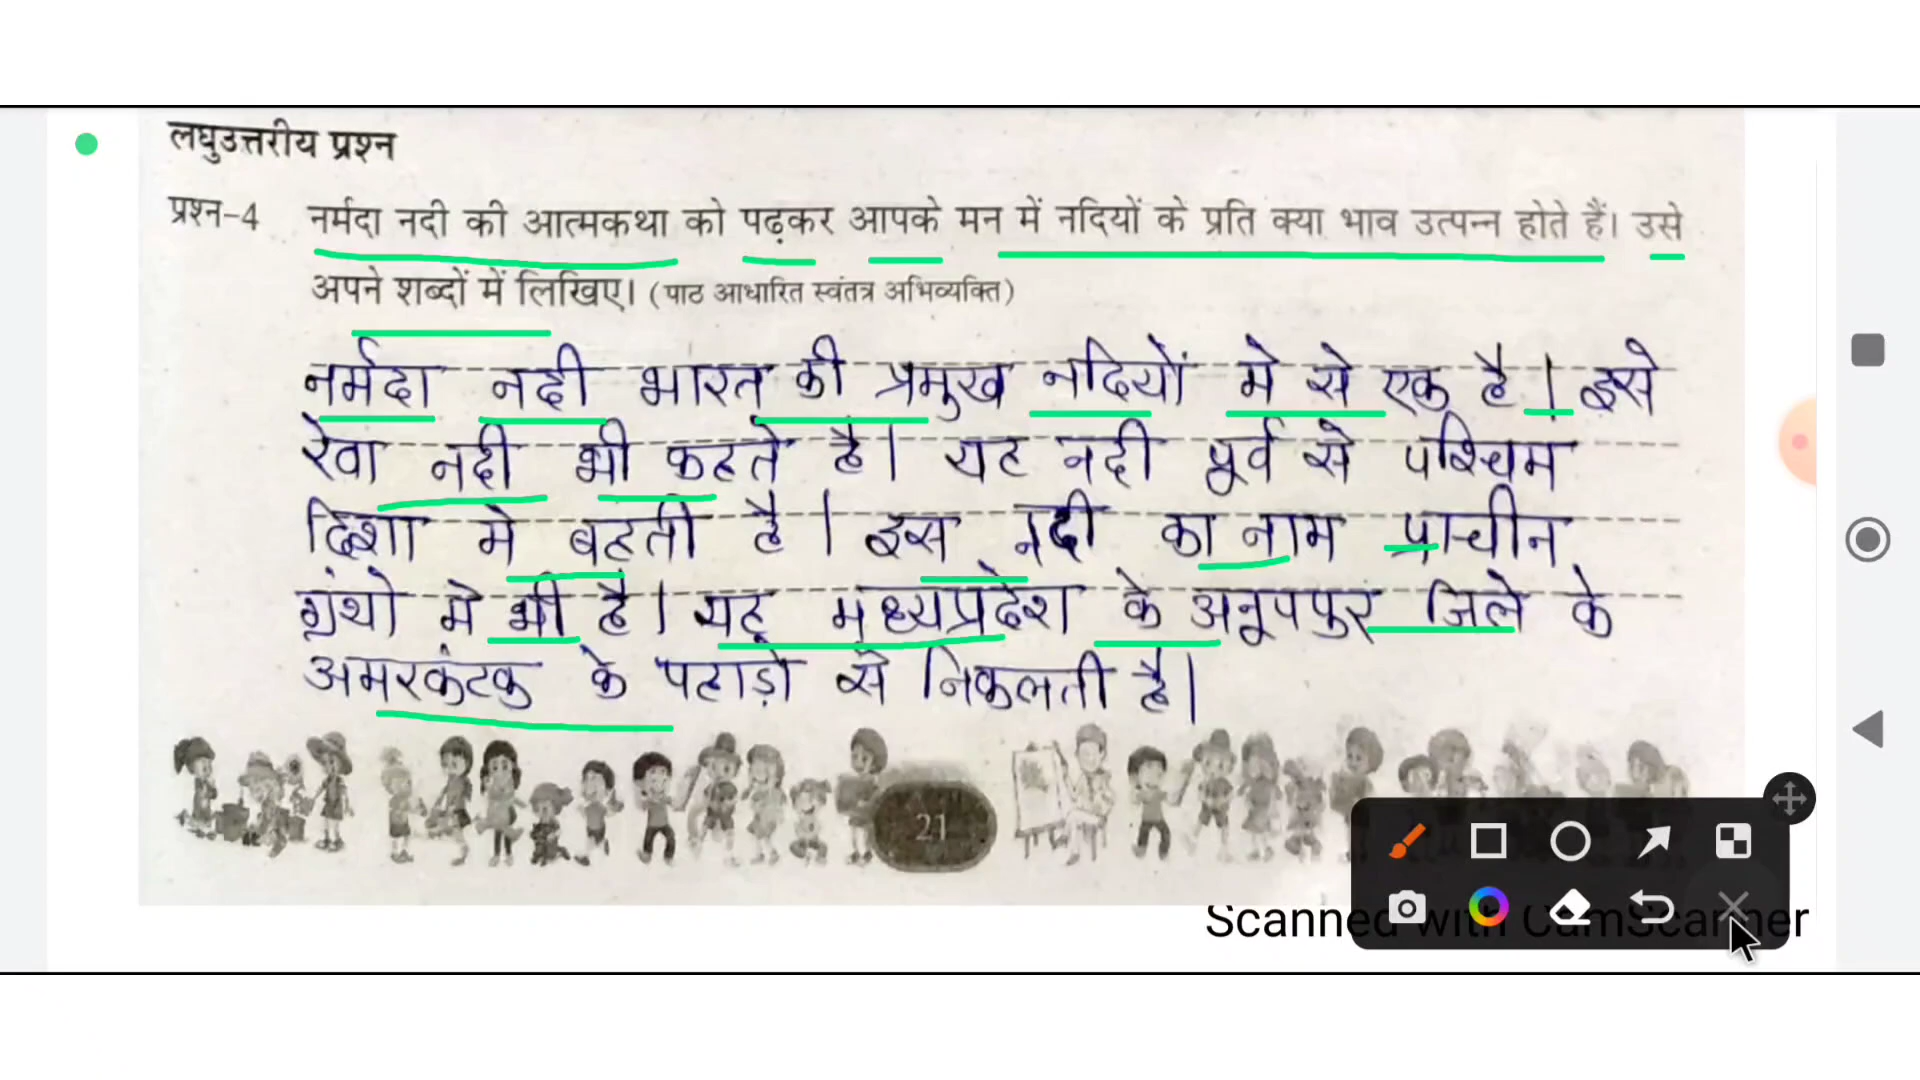 लघुउत्तरीय प्रश्न
प्रश्न-4 नर्मदा नदी की आत्मकथा को पढ़कर आपके मन में नदियों के प्रति क्या भाव उत्पन्न होते हैं। उसे
अपने शब्दों में लिखिए। (पाठ आधारित स्वंतत्र अभिव्यक्ति)
नर्मदा नदी भारत की प्रमुख नदियों मे से एक है। इसे
रेवा नदी भी कहते है। यह नदी पूर्व से पश्चिम
दिशा मे बहती है। इस नदी का नाम प्राचीन
ग्रंथो मे भी है। यह मध्यप्रदेश के अनूपपुर जिले के
अमरकंटक के पहाड़ो से निकलती है।
21
Scanned with CamScanner